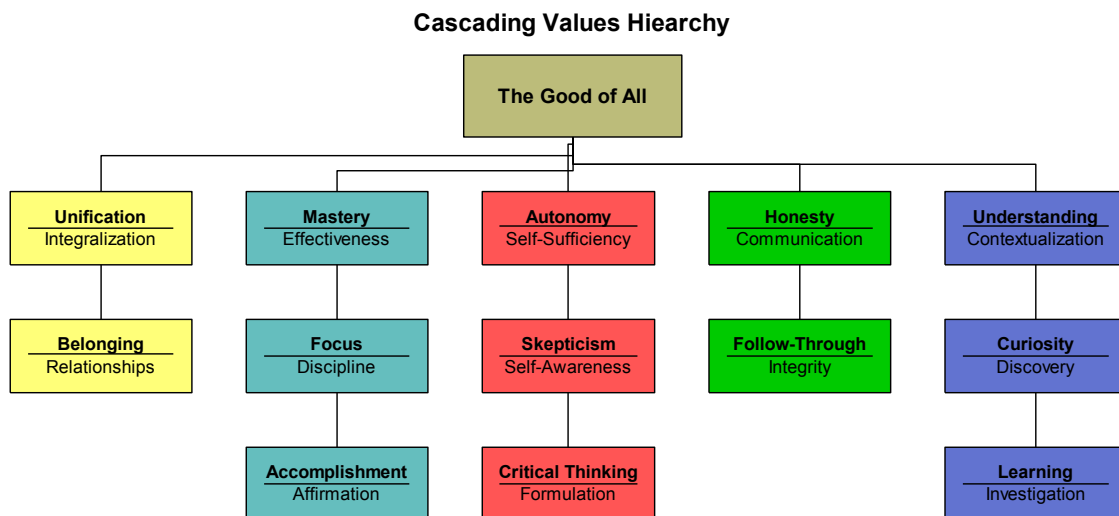 Cascading Values Hiearchy
The Good of All
Unification
Integralization
Mastery
Effectiveness
Autonomy
Self-Sufficiency
Honesty
Communication
Understanding
Contextualization
Belonging
Relationships
Focus
Discipline
Skepticism
Self-Awareness
Follow-Through
Integrity
Curiosity
Discovery
Accomplishment
Affirmation
Critical Thinking
Formulation
Learning
Investigation